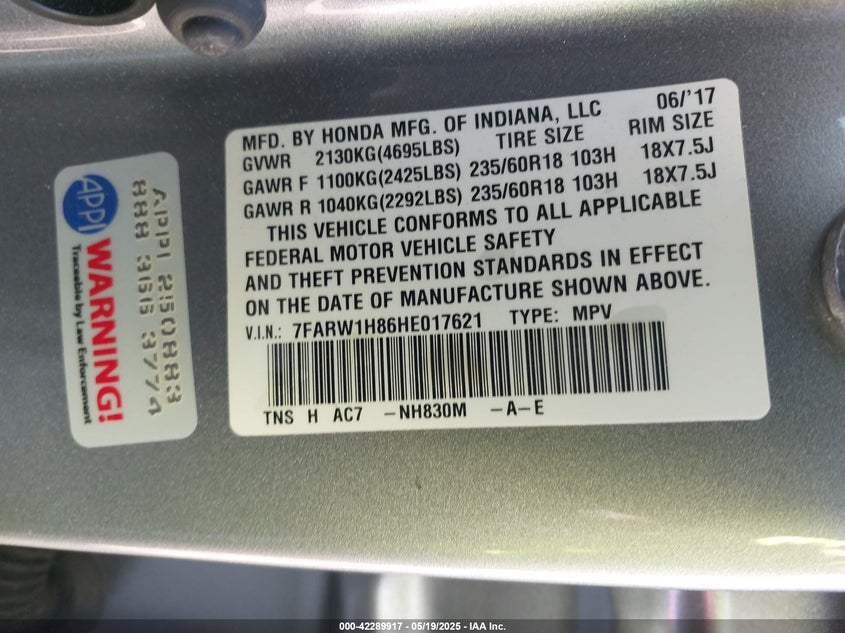 MFD. BY HONDA MFG. OF INDIANA, LLC 06/'17
GVWR 2130KG(4695LBS) TIRE SIZE RIM SIZE
GAWR F 1100KG(2425LBS) 235/60R18 103H 18X7.5J
GAWR R 1040KG(2292LBS) 235/60R18 103H 18X7.5J
THIS VEHICLE CONFORMS TO ALL APPLICABLE
FEDERAL MOTOR VEHICLE SAFETY
AND THEFT PREVENTION STANDARDS IN EFFECT
ON THE DATE OF MANUFACTURE SHOWN ABOVE.
V.I.N.: 7FARW1H86HE017621 TYPE: MPV
TNS H AC7 -NH830M -A-E
APPI
WARNING!
Traceable by Law Enforcement
APPI 250883
888 366 3774
000-42289917 — 05/19/2025 — IAA Inc.